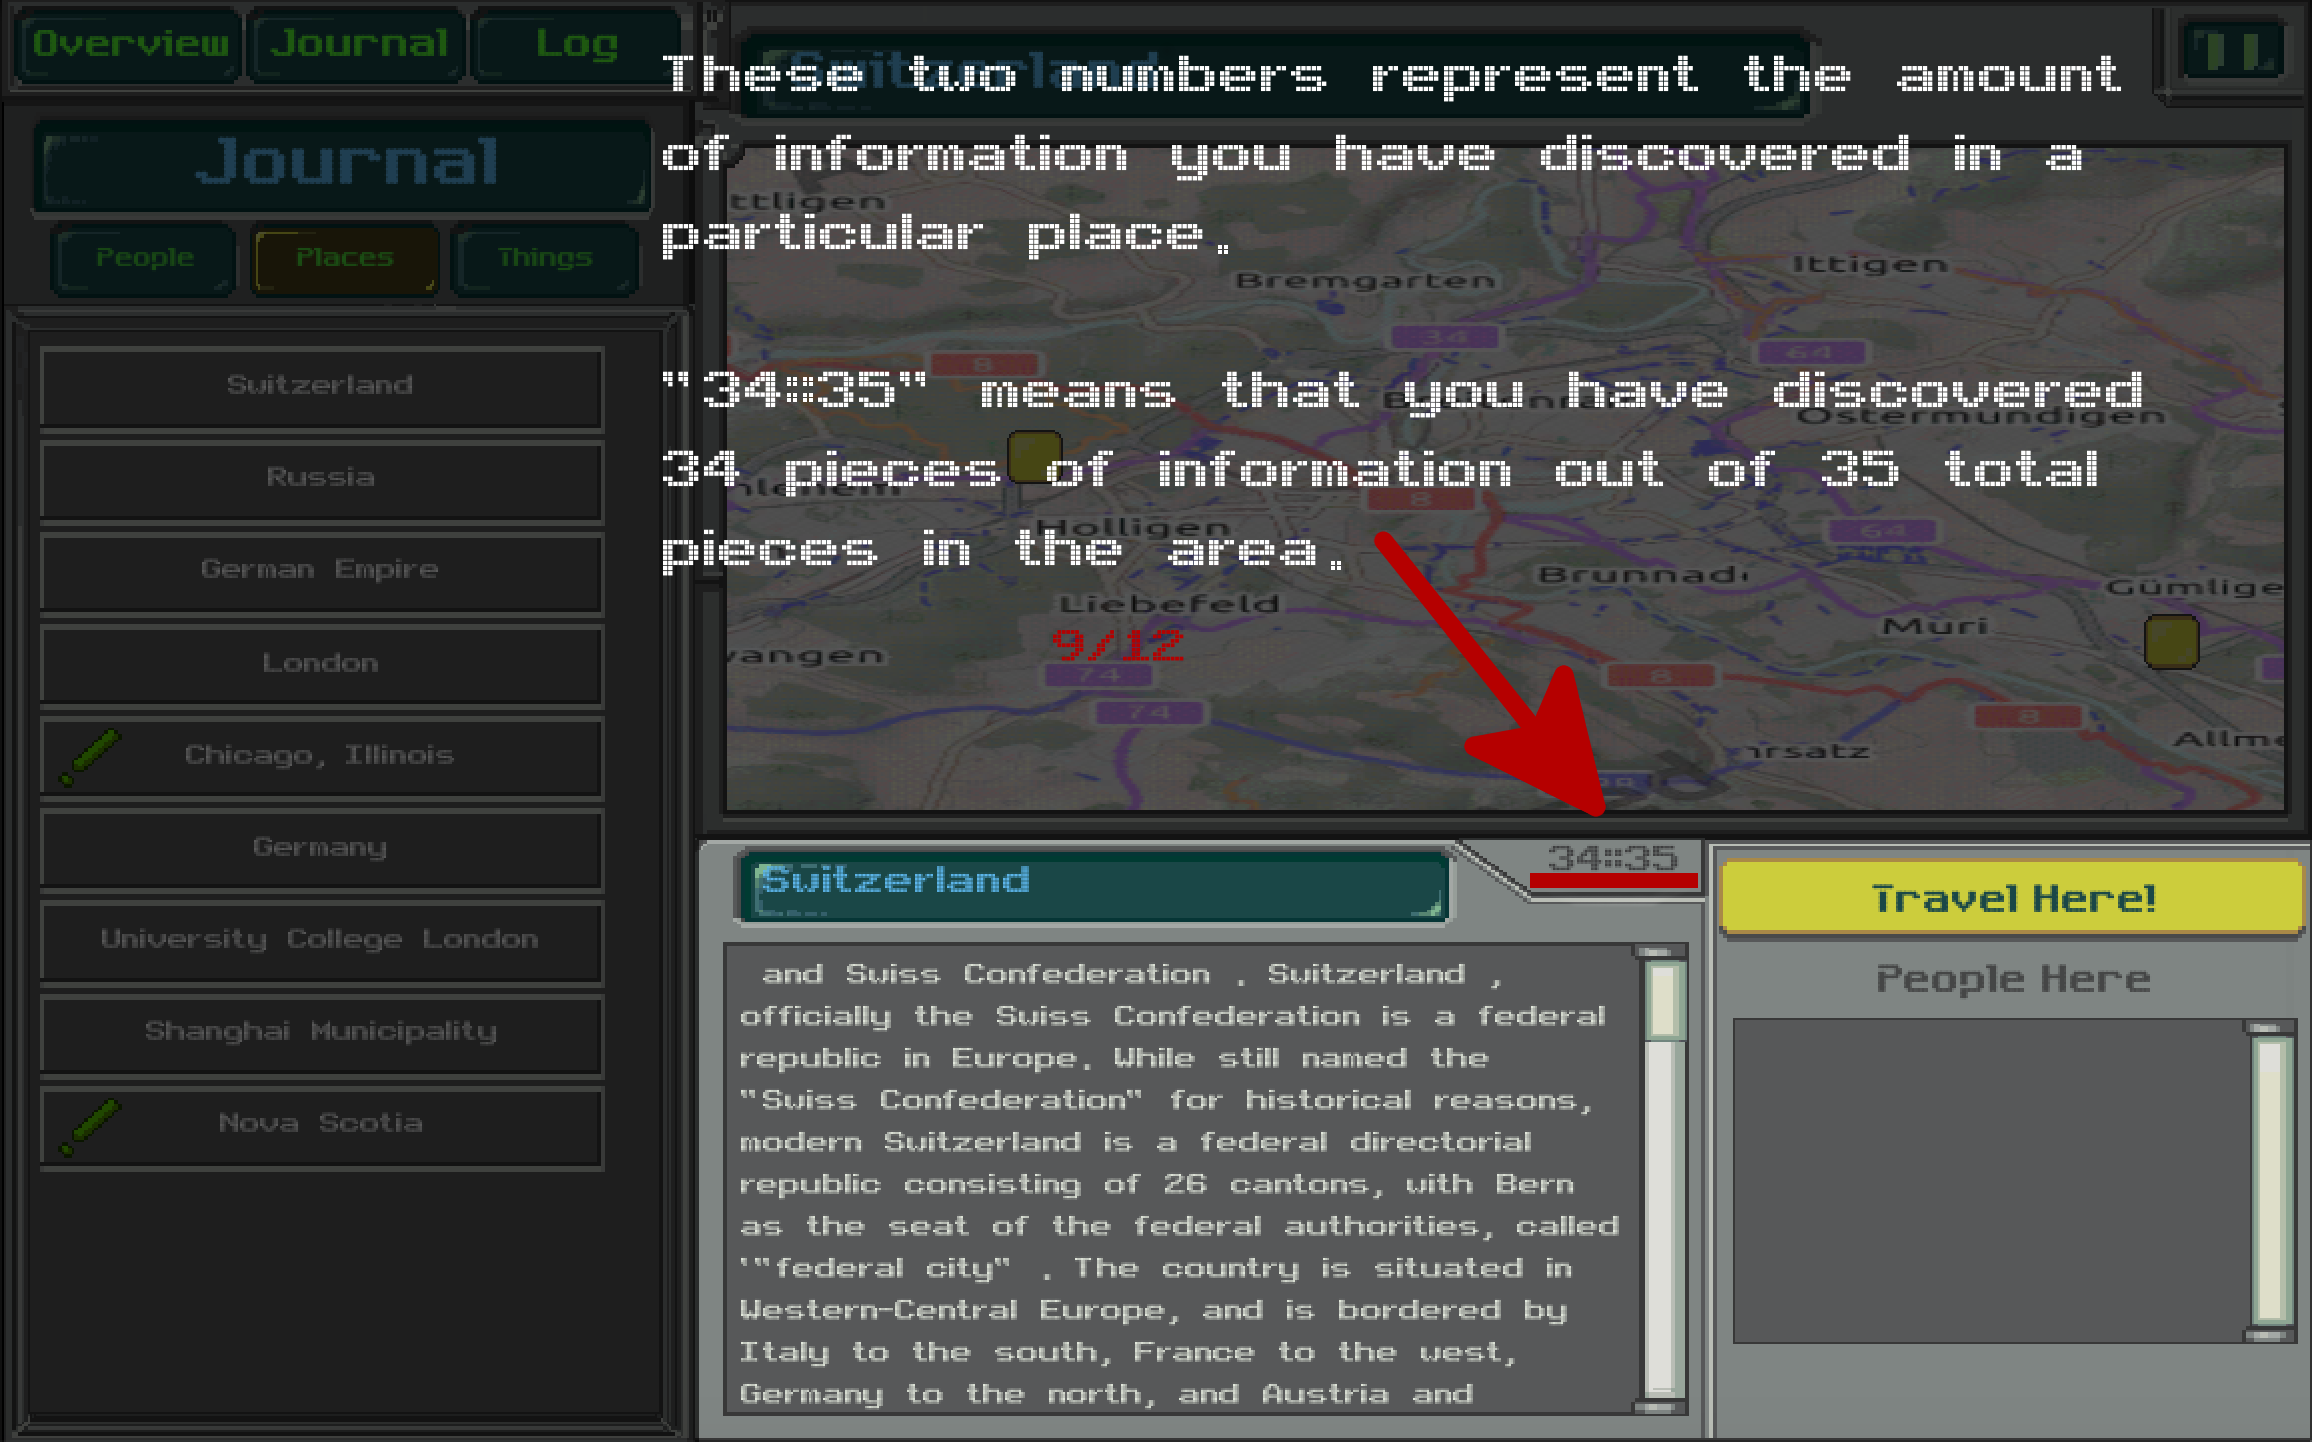 Overview Journal Log
Journal
People Places Things
Switzerland
Russia
German Empire
London
Chicago, Illinois
Germany
University College London
Shanghai Municipality
Nova Scotia
Switzerland
These two numbers represent the amount
of information you have discovered in a
particular place.
"34::35" means that you have discovered
34 pieces of information out of 35 total
pieces in the area.
9/12
ttligen
Bremgarten
Ittigen
34
64
8
Ostermundigen
8
Holligen
64
Brunnad
Gümlige
Liebefeld
Muri
wangen
74
8
74
8
rsatz
Allme
Switzerland
34::35
and Swiss Confederation . Switzerland ,
officially the Swiss Confederation is a federal
republic in Europe. While still named the
"Swiss Confederation" for historical reasons,
modern Switzerland is a federal directorial
republic consisting of 26 cantons, with Bern
as the seat of the federal authorities, called
'"federal city" . The country is situated in
Western-Central Europe, and is bordered by
Italy to the south, France to the west,
Germany to the north, and Austria and
Travel Here!
People Here